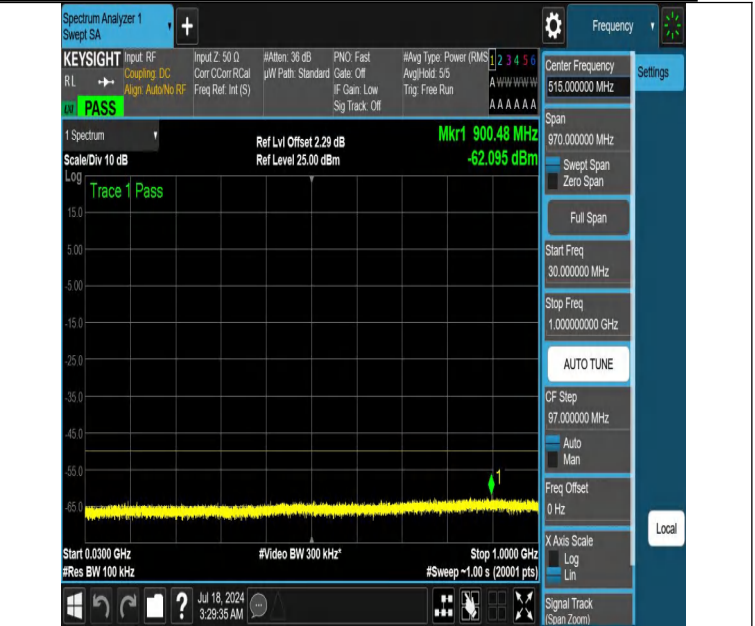 Spectrum Analyzer 1
Swept SA
+
Frequency
KEYSIGHT
RL
PASS
Input: RF
Coupling: DC
Align: Auto/No RF
Input Z: 50 Ω
Corr CCorr RCal
Freq Ref: Int (S)
#Atten: 36 dB
µW Path: Standard
PNO: Fast
Gate: Off
IF Gain: Low
Sig Track: Off
#Avg Type: Power (RMS
Avg|Hold: 5/5
Trig: Free Run
1 2 3 4 5 6
A W W W W W
A A A A A A
1 Spectrum
Scale/Div 10 dB
Ref Lvl Offset 2.29 dB
Ref Level 25.00 dBm
Mkr1 900.48 MHz
-62.095 dBm
Log
Trace 1 Pass
15.0
5.00
-5.00
-15.0
-25.0
-35.0
-45.0
-55.0
-65.0
1
Start 0.0300 GHz
#Res BW 100 kHz
#Video BW 300 kHz*
Stop 1.0000 GHz
#Sweep ~1.00 s (20001 pts)
?
Jul 18, 2024
3:29:35 AM
Center Frequency
515.000000 MHz
Settings
Span
970.000000 MHz
Swept Span
Zero Span
Full Span
Start Freq
30.000000 MHz
Stop Freq
1.000000000 GHz
AUTO TUNE
CF Step
97.000000 MHz
Auto
Man
Freq Offset
0 Hz
X Axis Scale
Log
Lin
Local
Signal Track
(Span Zoom)